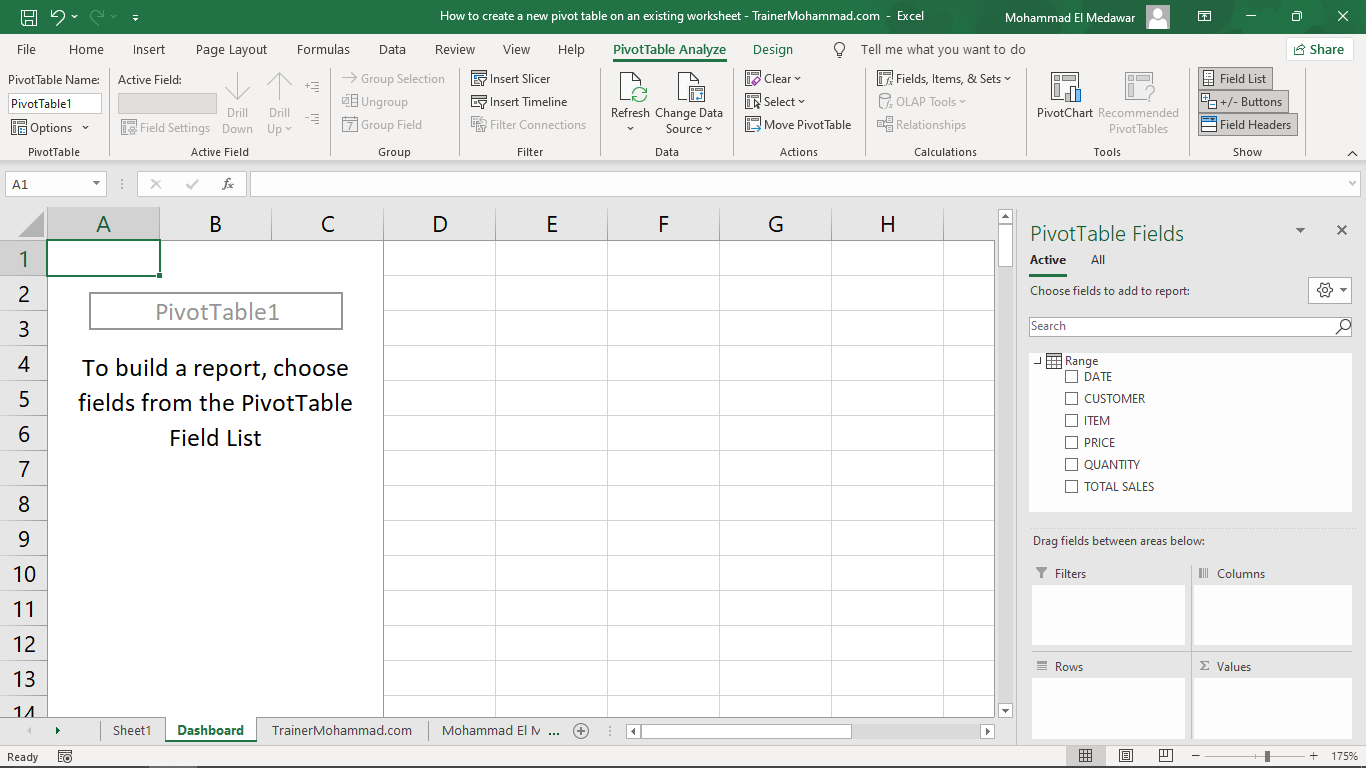 How to create a new pivot table on an existing worksheet - TrainerMohammad.com - Excel
Mohammad El Medawar
File Home Insert Page Layout Formulas Data Review View Help PivotTable Analyze Design Tell me what you want to do Share
PivotTable Name:
PivotTable1
Options
PivotTable
Active Field:
Field Settings
Drill
Down
Drill
Up
Active Field
Group Selection
Ungroup
Group Field
Group
Insert Slicer
Insert Timeline
Filter Connections
Filter
Refresh
Change Data
Source
Data
Clear
Select
Move PivotTable
Actions
Fields, Items, & Sets
OLAP Tools
Relationships
Calculations
PivotChart
Recommended
PivotTables
Tools
Field List
+/- Buttons
Field Headers
Show
A1
fx
A B C D E F G H
1
2
3
4
5
6
7
8
9
10
11
12
13
14
PivotTable1
To build a report, choose
fields from the PivotTable
Field List
PivotTable Fields
Active All
Choose fields to add to report:
Search
Range
DATE
CUSTOMER
ITEM
PRICE
QUANTITY
TOTAL SALES
Drag fields between areas below:
Filters
Columns
Rows
Σ Values
Sheet1 Dashboard TrainerMohammad.com Mohammad El M ...
Ready
175%